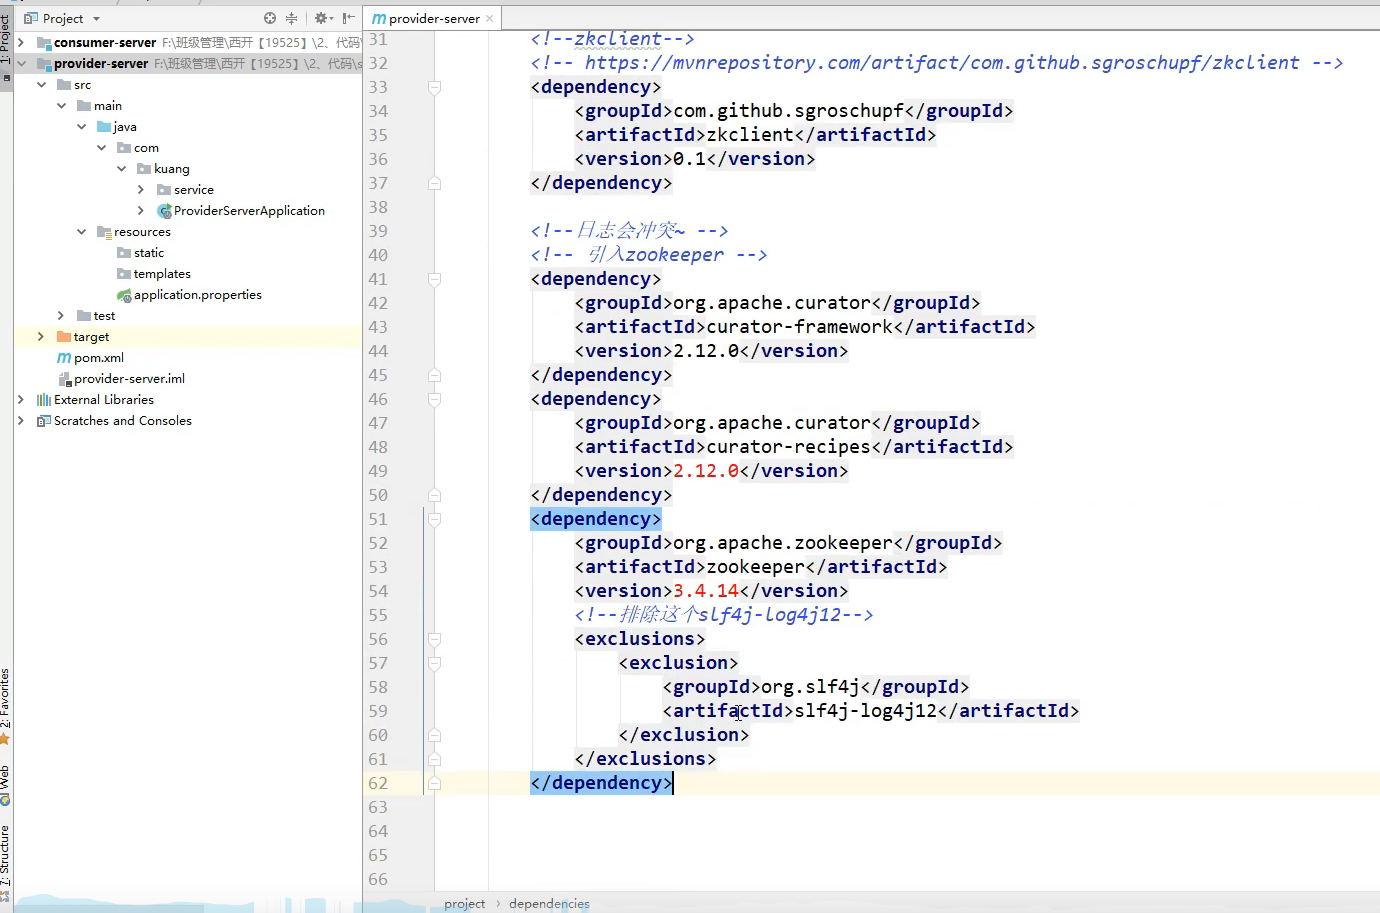 Project
provider-server
1: Project
consumer-server F:\班级管理\西开【19525】\2、代码\
provider-server F:\班级管理\西开【19525】\2、代码\s
src
main
java
com
kuang
service
ProviderServerApplication
resources
static
templates
application.properties
test
target
pom.xml
provider-server.iml
External Libraries
Scratches and Consoles
2: Favorites
Web
7: Structure
31 <!--zkclient-->
32 <!-- https://mvnrepository.com/artifact/com.github.sgroschupf/zkclient -->
33 <dependency>
34 <groupId>com.github.sgroschupf</groupId>
35 <artifactId>zkclient</artifactId>
36 <version>0.1</version>
37 </dependency>
38
39 <!--日志会冲突~ -->
40 <!-- 引入zookeeper -->
41 <dependency>
42 <groupId>org.apache.curator</groupId>
43 <artifactId>curator-framework</artifactId>
44 <version>2.12.0</version>
45 </dependency>
46 <dependency>
47 <groupId>org.apache.curator</groupId>
48 <artifactId>curator-recipes</artifactId>
49 <version>2.12.0</version>
50 </dependency>
51 <dependency>
52 <groupId>org.apache.zookeeper</groupId>
53 <artifactId>zookeeper</artifactId>
54 <version>3.4.14</version>
55 <!--排除这个slf4j-log4j12-->
56 <exclusions>
57 <exclusion>
58 <groupId>org.slf4j</groupId>
59 <artifactId>slf4j-log4j12</artifactId>
60 </exclusion>
61 </exclusions>
62 </dependency>
63
64
65
66
project › dependencies